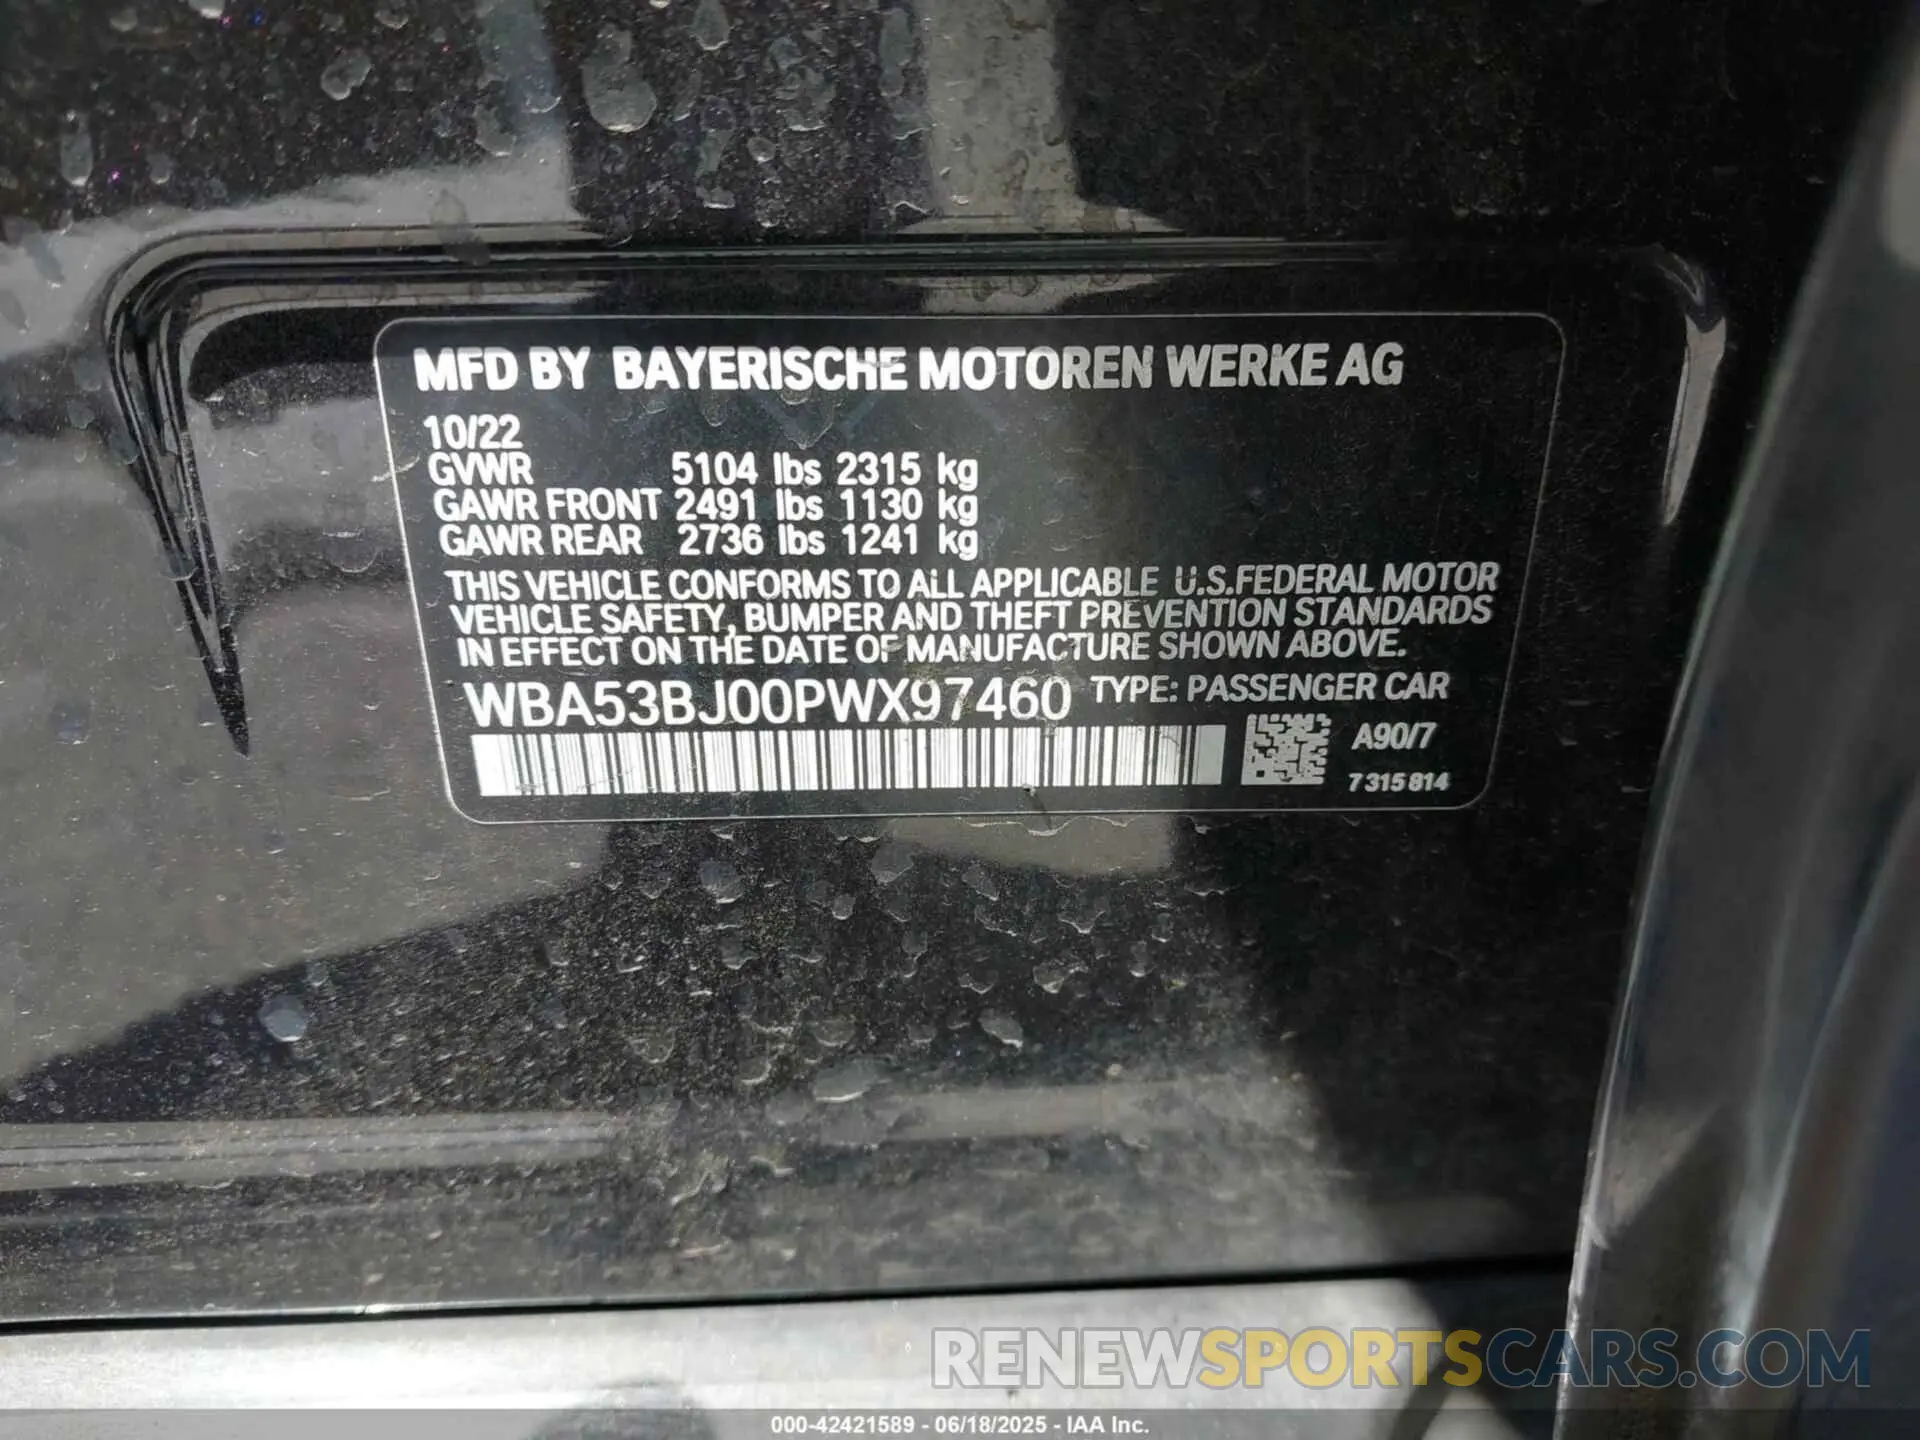 MFD BY BAYERISCHE MOTOREN WERKE AG
10/22
GVWR 5104 lbs 2315 kg
GAWR FRONT 2491 lbs 1130 kg
GAWR REAR 2736 lbs 1241 kg
THIS VEHICLE CONFORMS TO ALL APPLICABLE U.S.FEDERAL MOTOR
VEHICLE SAFETY, BUMPER AND THEFT PREVENTION STANDARDS
IN EFFECT ON THE DATE OF MANUFACTURE SHOWN ABOVE.
WBA53BJ00PWX97460 TYPE: PASSENGER CAR
A90/7
7315814
RENEWSPORTSCARS.COM
000-42421589 - 06/18/2025 - IAA Inc.